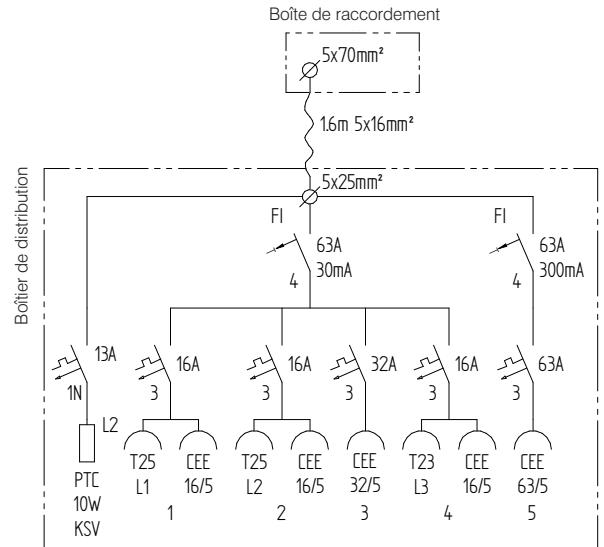 Boîte de raccordement
5x70mm²
1.6m 5x16mm²
Boîtier de distribution
5x25mm²
FI
63A
30mA
4
FI
63A
300mA
4
13A
1N
16A
3
16A
3
32A
3
16A
3
63A
3
L2
PTC
10W
KSV
T25
L1
CEE
16/5
1
T25
L2
CEE
16/5
2
CEE
32/5
3
T23
L3
CEE
16/5
4
CEE
63/5
5